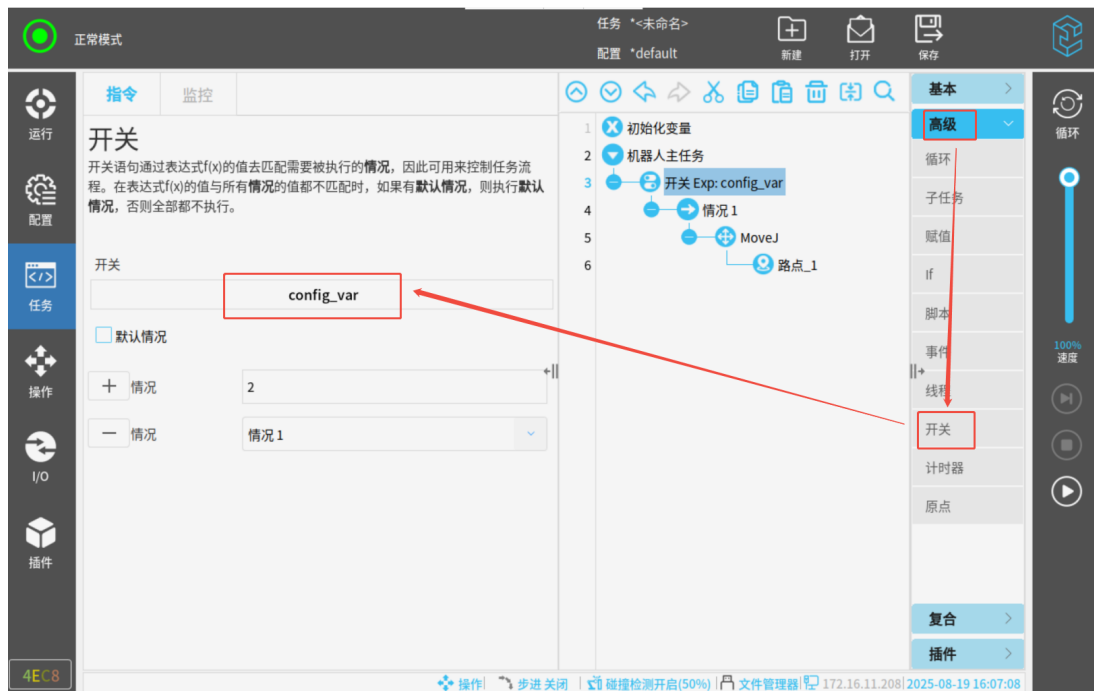 正常模式
任务 *<未命名>
配置 *default
新建
打开
保存
运行
配置
任务
操作
I/O
插件
4EC8
指令
监控
开关
开关语句通过表达式f(x)的值去匹配需要被执行的情况，因此可用来控制任务流
程。在表达式f(x)的值与所有情况的值都不匹配时，如果有默认情况，则执行默认
情况，否则全部都不执行。
开关
config_var
默认情况
+ 情况 2
— 情况 情况 1
1 初始化变量
2 机器人主任务
3 开关 Exp: config_var
4 情况 1
5 MoveJ
6 路点_1
基本
高级
循环
子任务
赋值
If
脚本
事件
线程
开关
计时器
原点
复合
插件
循环
100%
速度
操作
步进 关闭
碰撞检测开启(50%)
文件管理器
172.16.11.208
2025-08-19 16:07:08